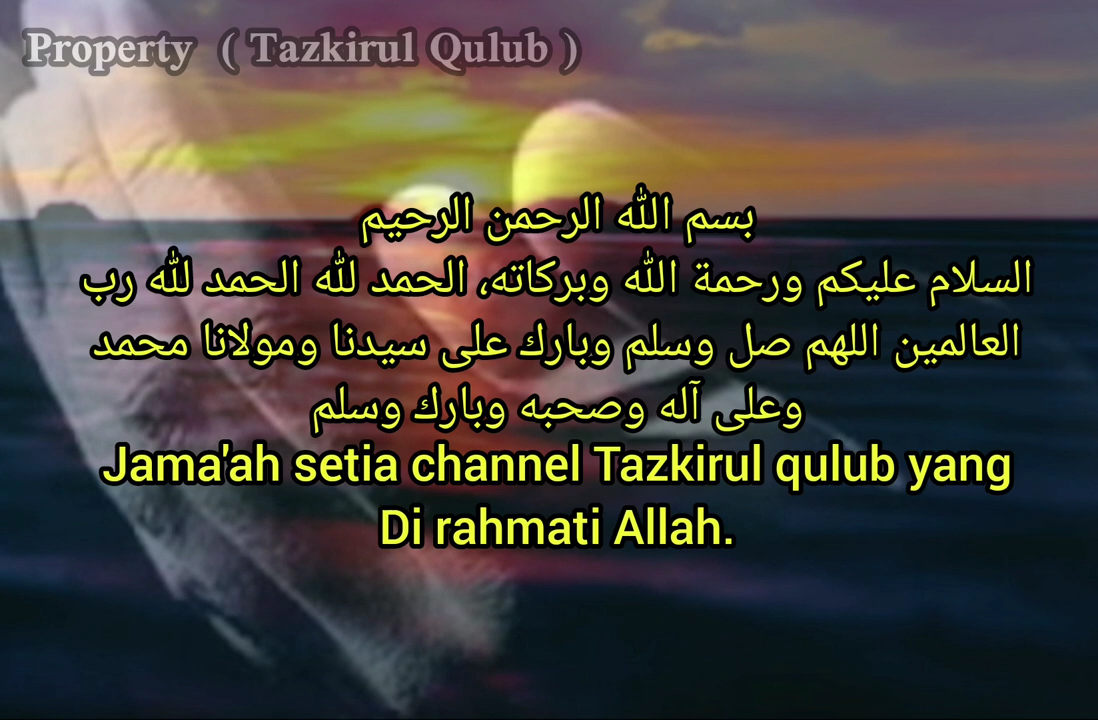 Property ( Tazkirul Qulub )
بسم الله الرحمن الرحيم
السلام عليكم ورحمة الله وبركاته، الحمد لله الحمد لله رب
العالمين اللهم صل وسلم وبارك على سيدنا ومولانا محمد
وعلى آله وصحبه وبارك وسلم
Jama'ah setia channel Tazkirul qulub yang
Di rahmati Allah.